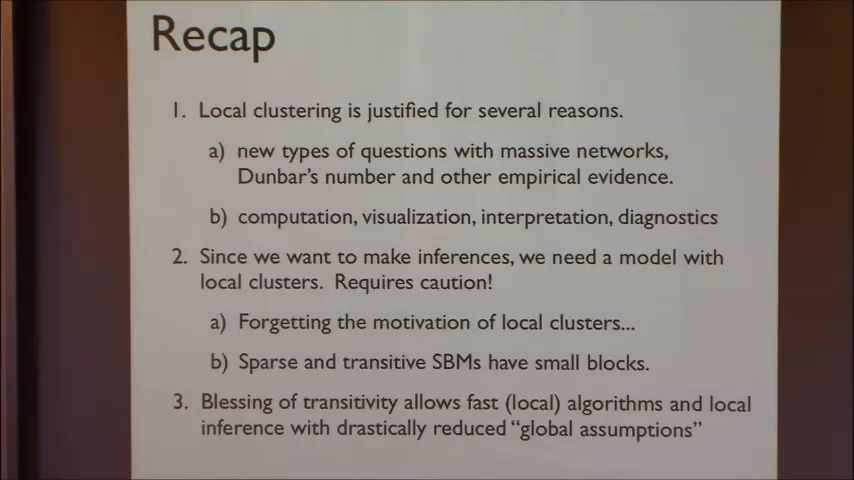 Recap
1. Local clustering is justified for several reasons.
a) new types of questions with massive networks,
Dunbar's number and other empirical evidence.
b) computation, visualization, interpretation, diagnostics
2. Since we want to make inferences, we need a model with
local clusters. Requires caution!
a) Forgetting the motivation of local clusters...
b) Sparse and transitive SBMs have small blocks.
3. Blessing of transitivity allows fast (local) algorithms and local
inference with drastically reduced "global assumptions"